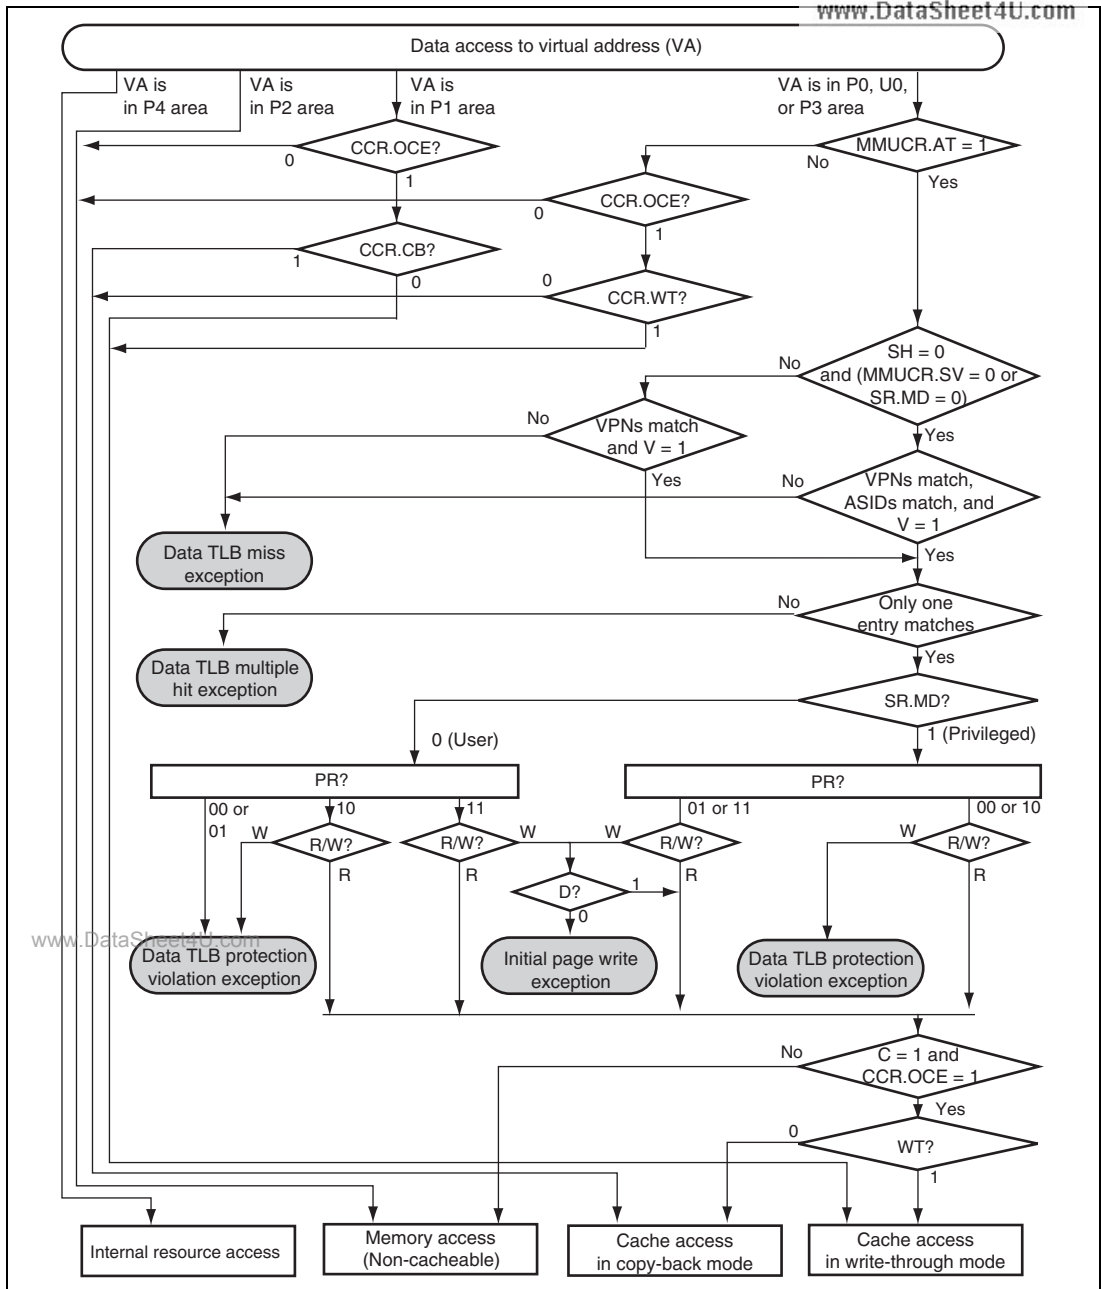 www.DataSheet4U.com
Data access to virtual address (VA)
VA is
in P4 area
VA is
in P2 area
VA is
in P1 area
VA is in P0, U0,
or P3 area
CCR.OCE?
0
1
MMUCR.AT = 1
No
Yes
CCR.OCE?
0
1
CCR.CB?
1
0
CCR.WT?
0
1
SH = 0
and (MMUCR.SV = 0 or
SR.MD = 0)
No
Yes
VPNs match
and V = 1
No
Yes
VPNs match,
ASIDs match, and
V = 1
No
Yes
Data TLB miss
exception
Only one
entry matches
No
Yes
Data TLB multiple
hit exception
SR.MD?
0 (User)
1 (Privileged)
PR?
PR?
00 or
01
10
11
01 or 11
00 or 10
R/W?
W
R
R/W?
W
R
R/W?
W
R
R/W?
W
R
D?
1
0
www.DataSheet4U.com
Data TLB protection
violation exception
Initial page write
exception
Data TLB protection
violation exception
C = 1 and
CCR.OCE = 1
No
Yes
WT?
0
1
Internal resource access
Memory access
(Non-cacheable)
Cache access
in copy-back mode
Cache access
in write-through mode